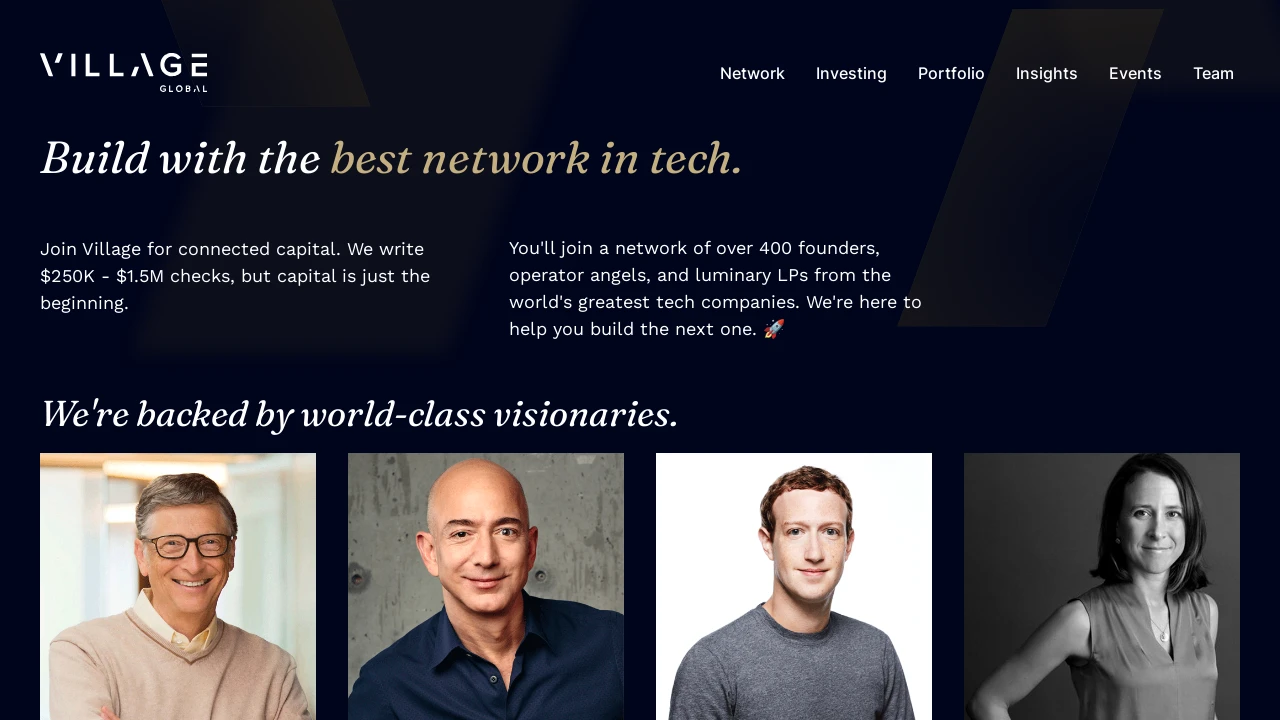 VILLAGE
GLOBAL
Network Investing Portfolio Insights Events Team
Build with the best network in tech.
Join Village for connected capital. We write
$250K - $1.5M checks, but capital is just the
beginning.
You'll join a network of over 400 founders,
operator angels, and luminary LPs from the
world's greatest tech companies. We're here to
help you build the next one. 🚀
We're backed by world-class visionaries.